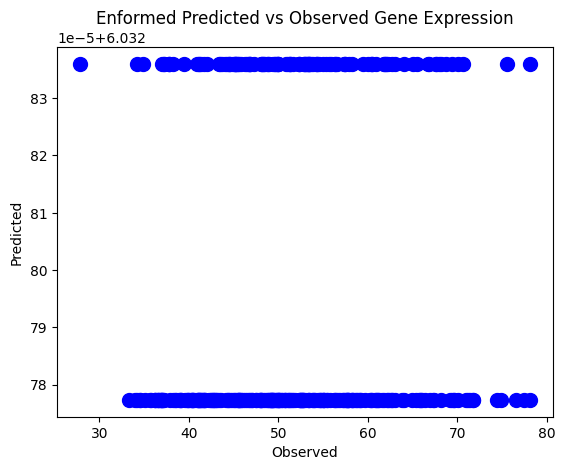 Enformed Predicted vs Observed Gene Expression
1e-5+6.032
83
82
81
80
79
78
Predicted
30 40 50 60 70 80
Observed